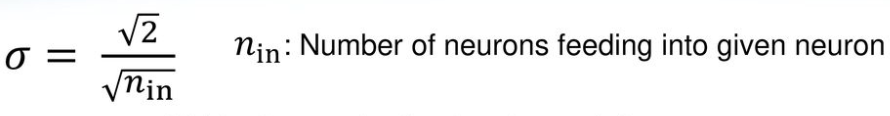 σ = √2 / √n_in    n_in: Number of neurons feeding into given neuron